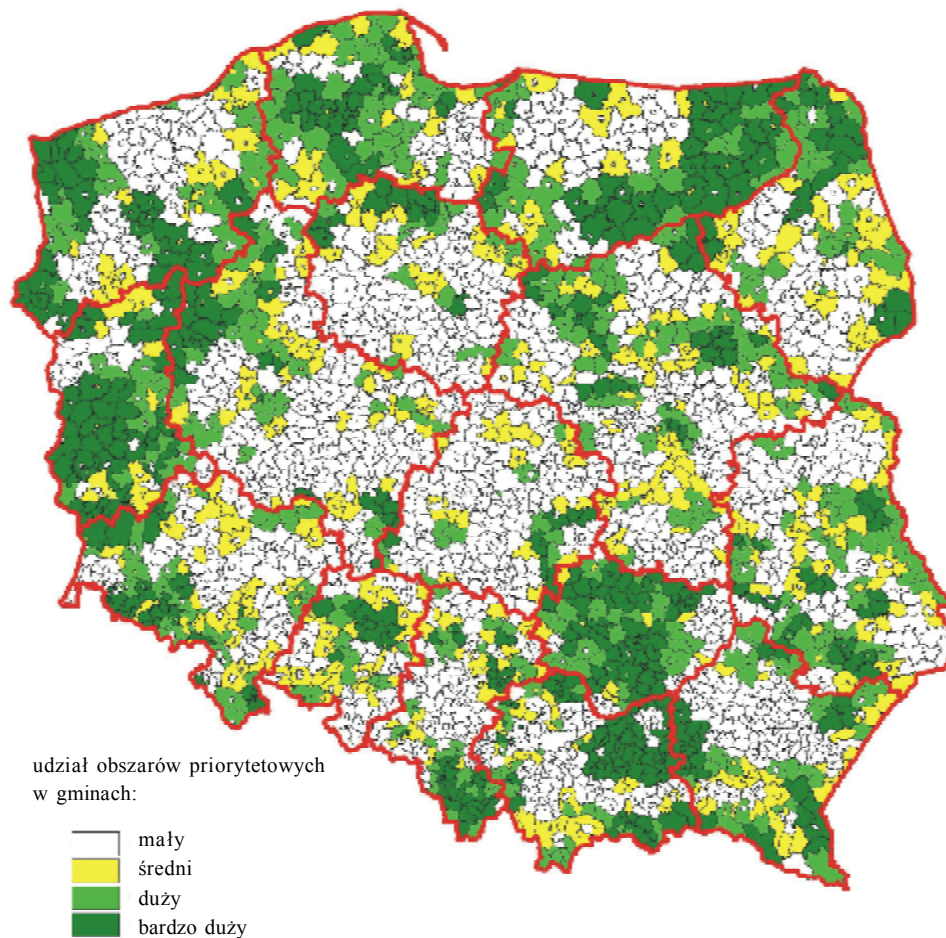 udział obszarów priorytetowych
w gminach:
mały
średni
duży
bardzo duży